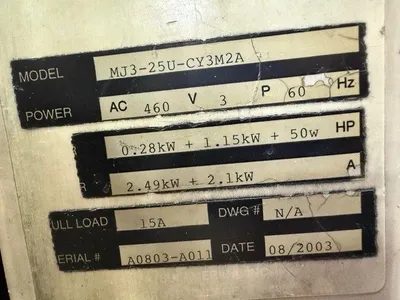 MODEL MJ3-25U-CY3M2A
POWER AC 460 V 3 P 60 Hz
0.28kW + 1.15kW + 50w HP
R 2.49kW + 2.1kW A
ULL LOAD 15A DWG # N/A
ERIAL # A0803-A011 DATE 08/2003